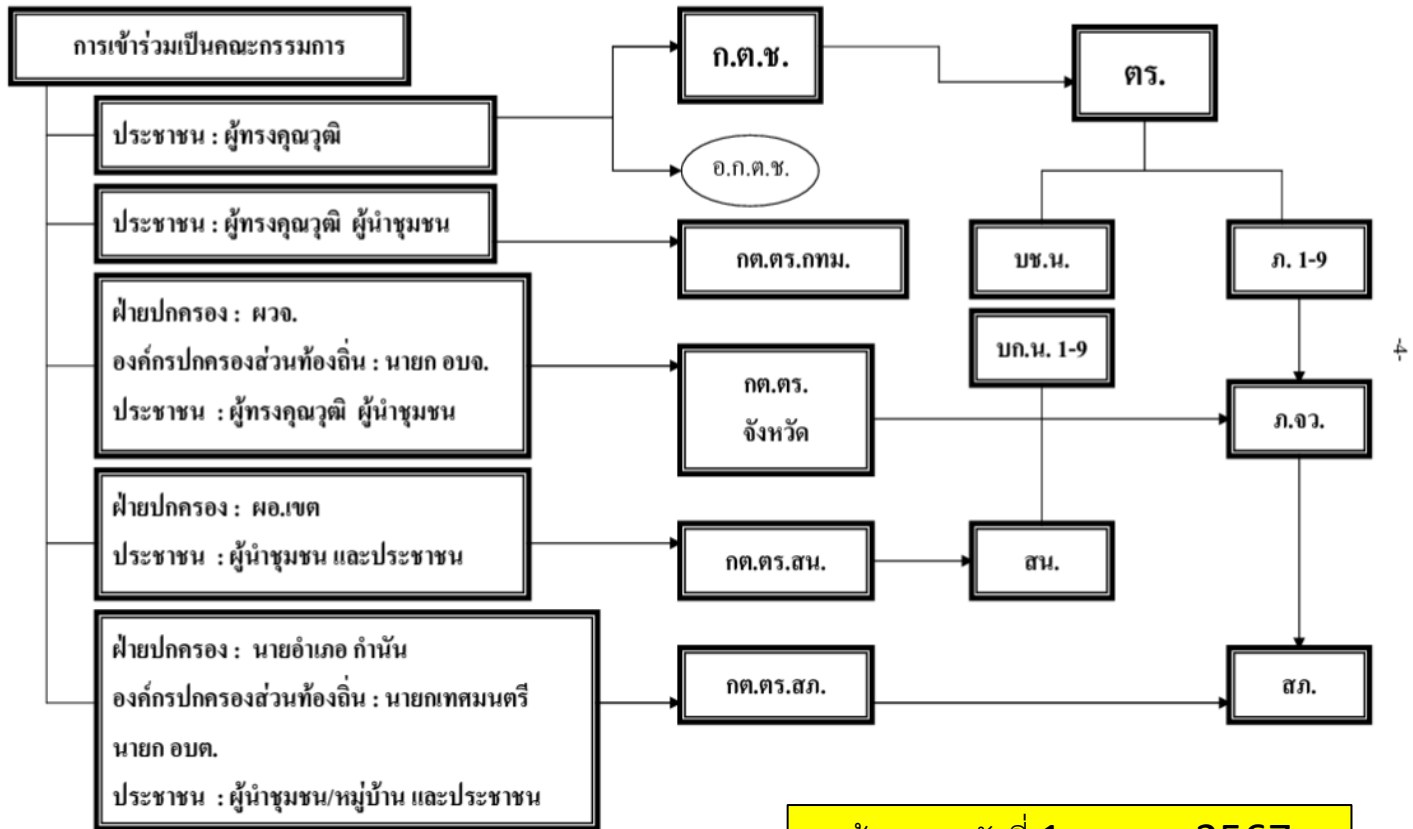 การเข้าร่วมเป็นคณะกรรมการ
ประชาชน : ผู้ทรงคุณวุฒิ
ประชาชน : ผู้ทรงคุณวุฒิ ผู้นำชุมชน
ฝ่ายปกครอง : ผวจ.
องค์กรปกครองส่วนท้องถิ่น : นายก อบจ.
ประชาชน : ผู้ทรงคุณวุฒิ ผู้นำชุมชน
ฝ่ายปกครอง : ผอ.เขต
ประชาชน : ผู้นำชุมชน และประชาชน
ฝ่ายปกครอง : นายอำเภอ กำนัน
องค์กรปกครองส่วนท้องถิ่น : นายกเทศมนตรี
นายก อบต.
ประชาชน : ผู้นำชุมชน/หมู่บ้าน และประชาชน
ก.ต.ช.
อ.ก.ต.ช.
กต.ตร.กทม.
กต.ตร.
จังหวัด
กต.ตร.สน.
กต.ตร.สภ.
ตร.
บช.น.
บก.น. 1-9
สน.
ภ. 1-9
ภ.จว.
สภ.
-4-
2567